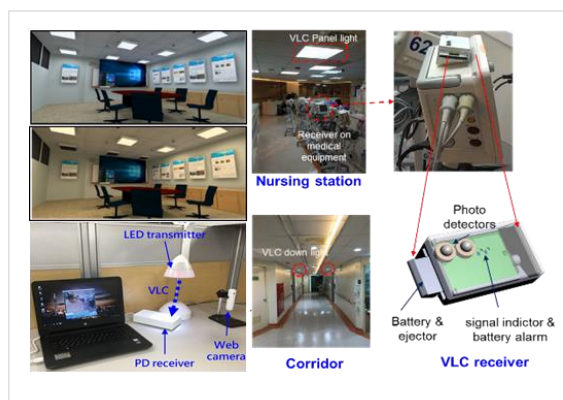 VLC Panel light
62
Receiver on
medical
equipment
Nursing station
LED transmitter
VLC
PD receiver
Web
camera
VLC down light
Corridor
Photo
detectors
Battery &
ejector
signal indictor &
battery alarm
VLC receiver